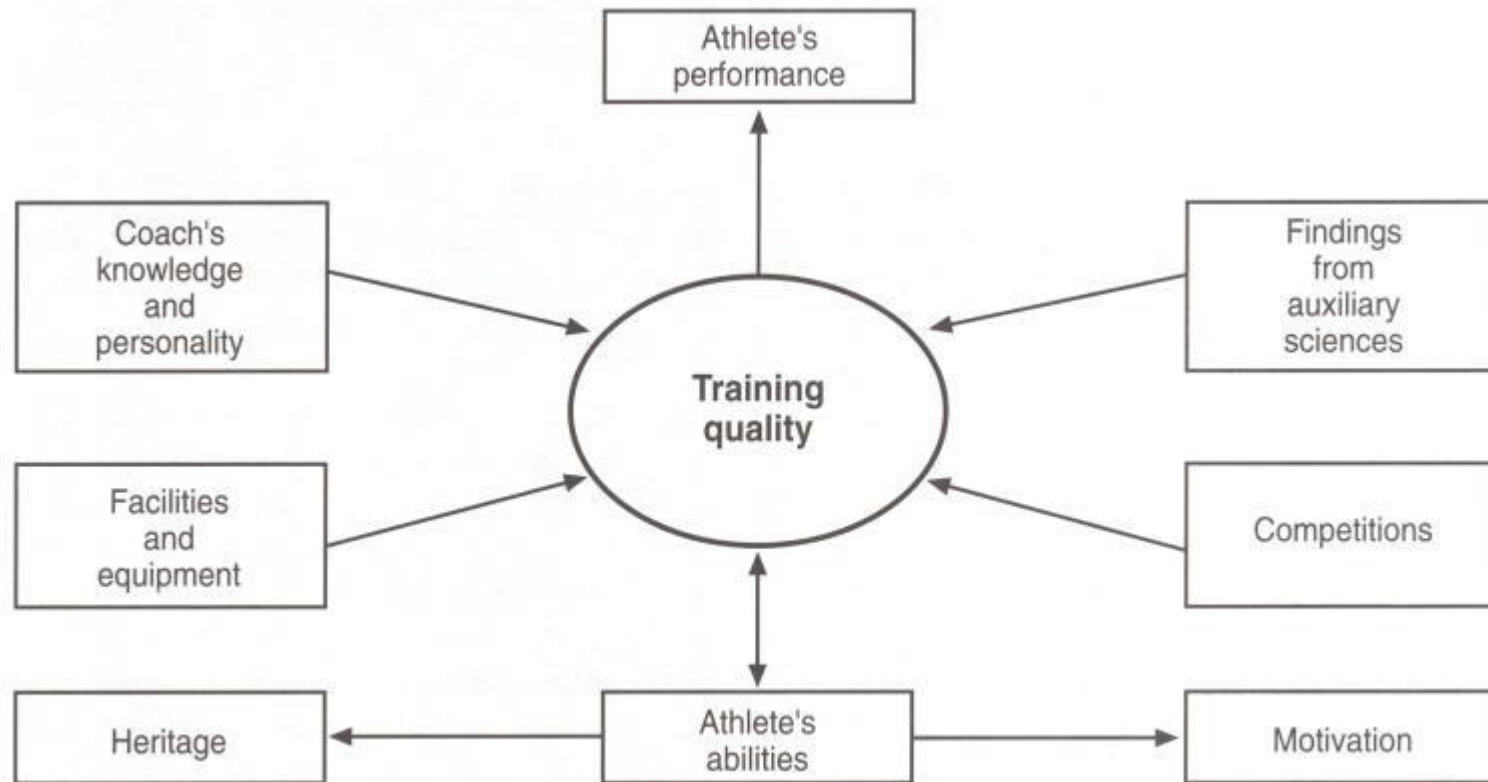 Athlete's
performance
Coach's
knowledge
and
personality
Findings
from
auxiliary
sciences
Training
quality
Facilities
and
equipment
Competitions
Heritage
Athlete's
abilities
Motivation